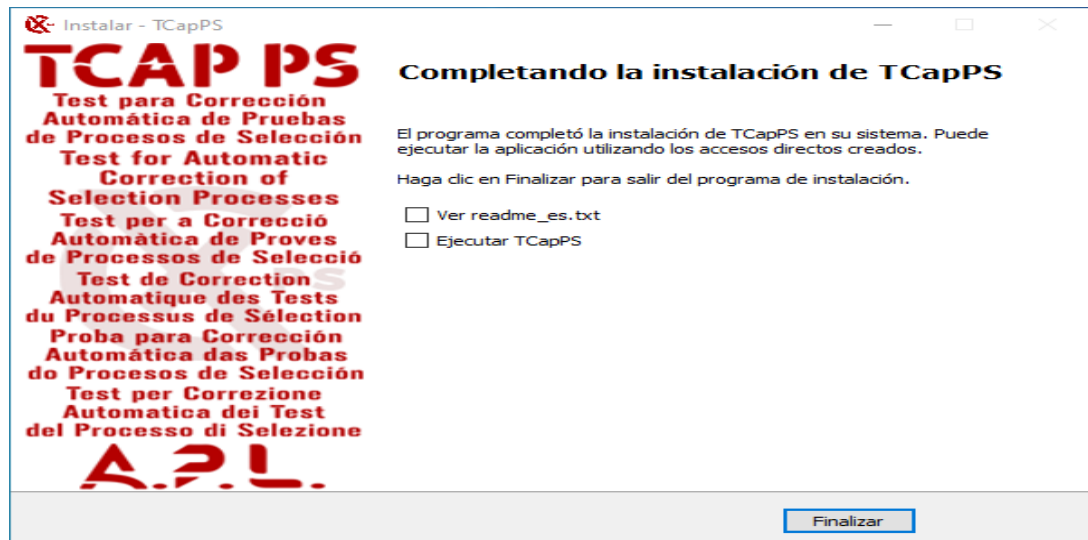 Instalar - TCapPS
TCAP PS
Test para Corrección
Automática de Pruebas
de Procesos de Selección
Test for Automatic
Correction of
Selection Processes
Test per a Correcció
Automàtica de Proves
de Processos de Selecció
Test de Correction
Automatique des Tests
du Processus de Sélection
Proba para Corrección
Automática das Probas
do Procesos de Selección
Test per Correzione
Automatica dei Test
del Processo di Selezione
A.P.L.
Completando la instalación de TCapPS
El programa completó la instalación de TCapPS en su sistema. Puede
ejecutar la aplicación utilizando los accesos directos creados.
Haga clic en Finalizar para salir del programa de instalación.
Ver readme_es.txt
Ejecutar TCapPS
Finalizar